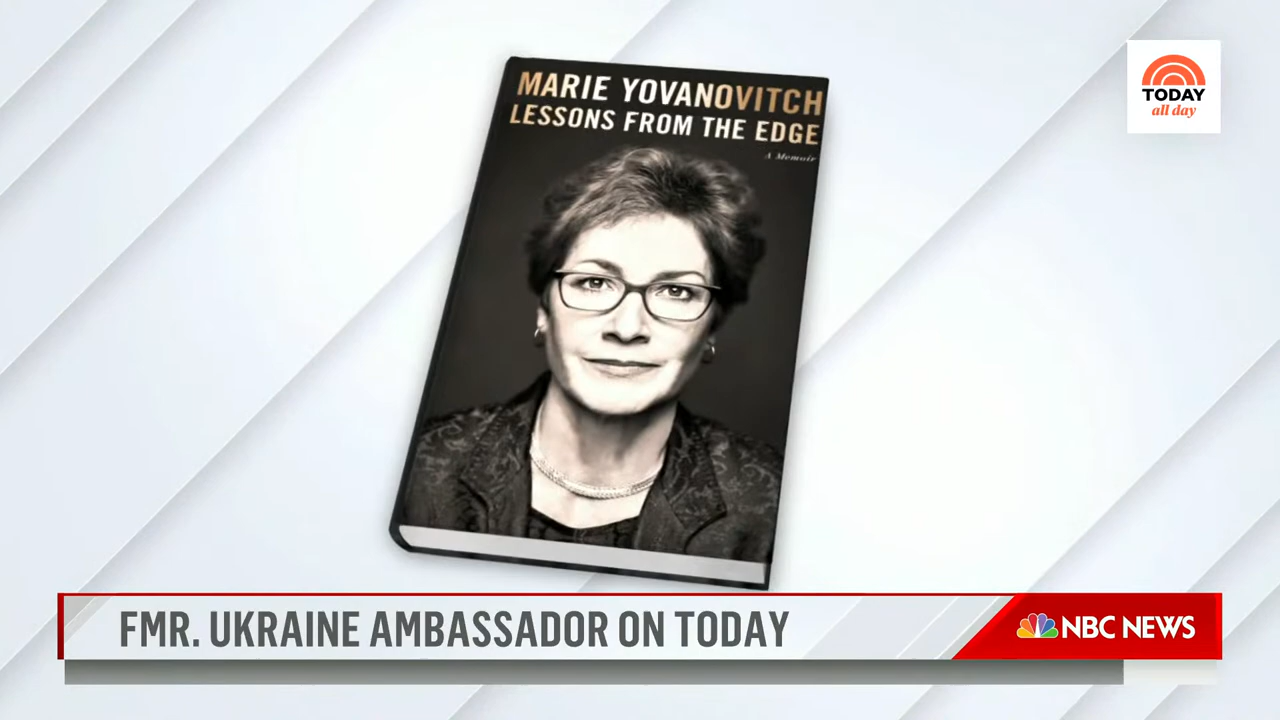 MARIE YOVANOVITCH
LESSONS FROM THE EDGE
A Memoir
TODAY
all day
FMR. UKRAINE AMBASSADOR ON TODAY
NBC NEWS